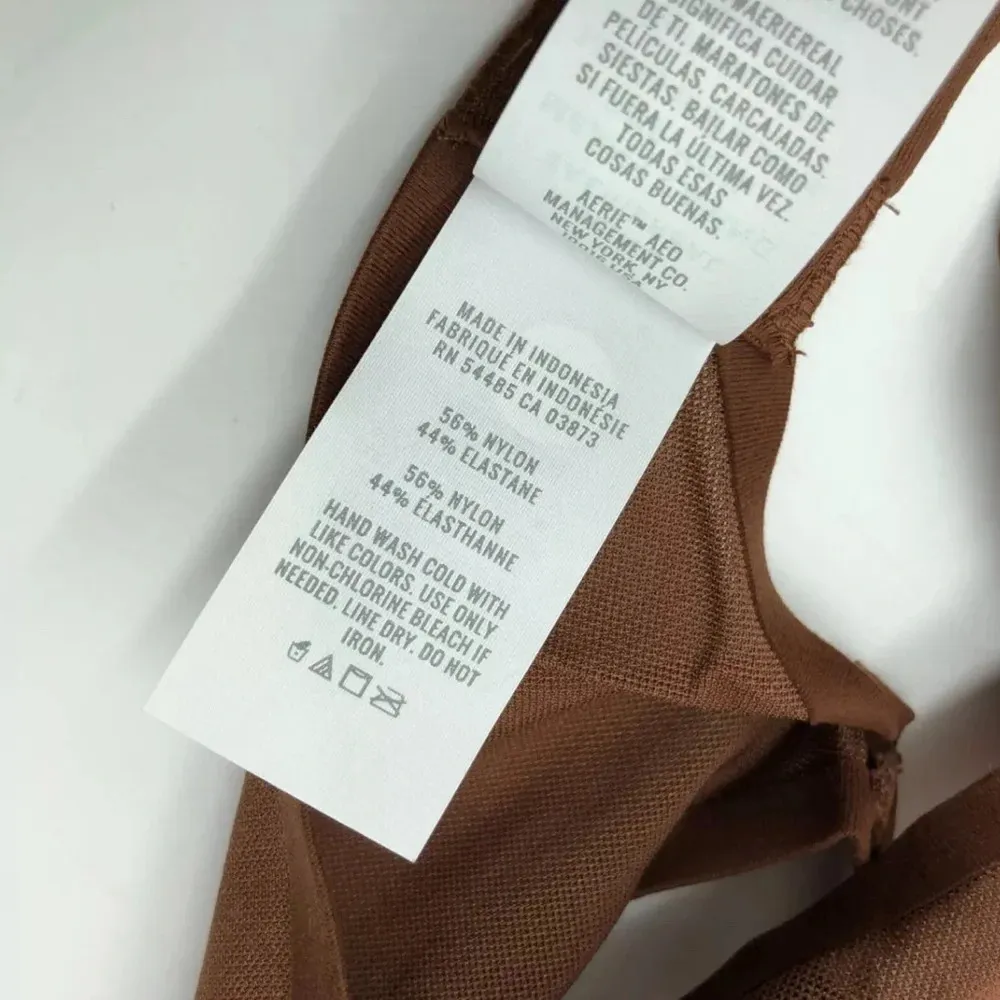 CHOSES.
#AERIEREAL
SIGNIFICA CUIDAR
DE TI. MARATONES DE
PELÍCULAS, CARCAJADAS,
SIESTAS, BAILAR COMO
SI FUERA LA ÚLTIMA VEZ.
TODAS ESAS
COSAS BUENAS.
AERIE™ AEO
MANAGEMENT CO.
NEW YORK, NY
MADE IN INDONESIA
FABRIQUÉ EN INDONÉSIE
RN 54485 CA 03873
56% NYLON
44% ELASTANE
56% NYLON
44% ÉLASTHANNE
HAND WASH COLD WITH
LIKE COLORS. USE ONLY
NON-CHLORINE BLEACH IF
NEEDED. LINE DRY. DO NOT
IRON.